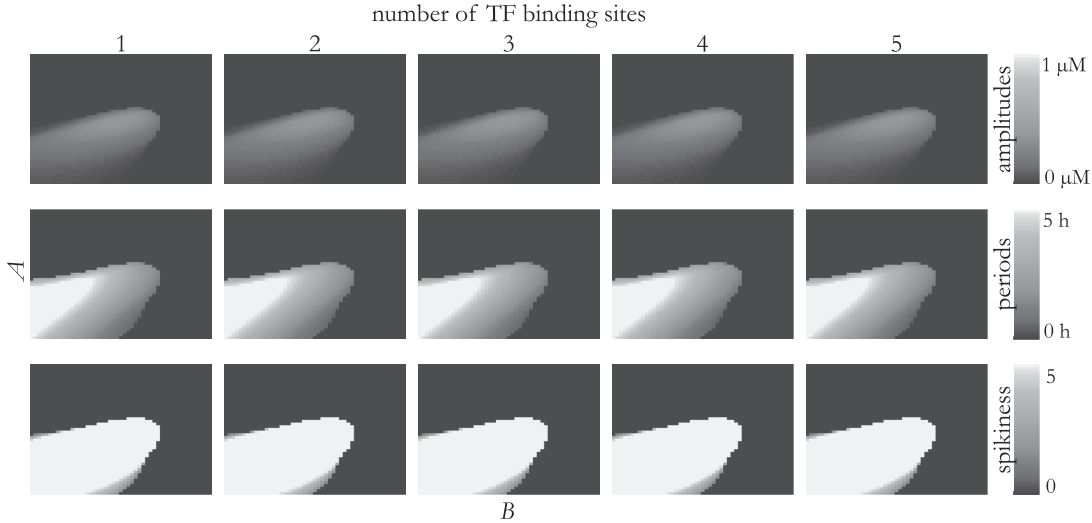 number of TF binding sites
1 2 3 4 5
amplitudes
1 µM
0 µM
A
periods
5 h
0 h
spikiness
5
0
B